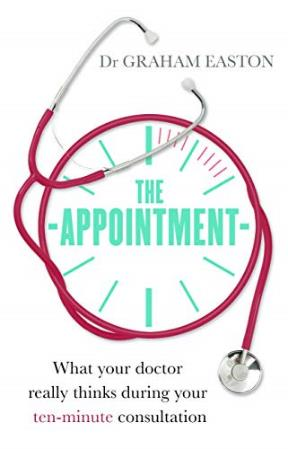 Dr GRAHAM EASTON
THE
-APPOINTMENT-
What your doctor
really thinks during your
ten-minute consultation